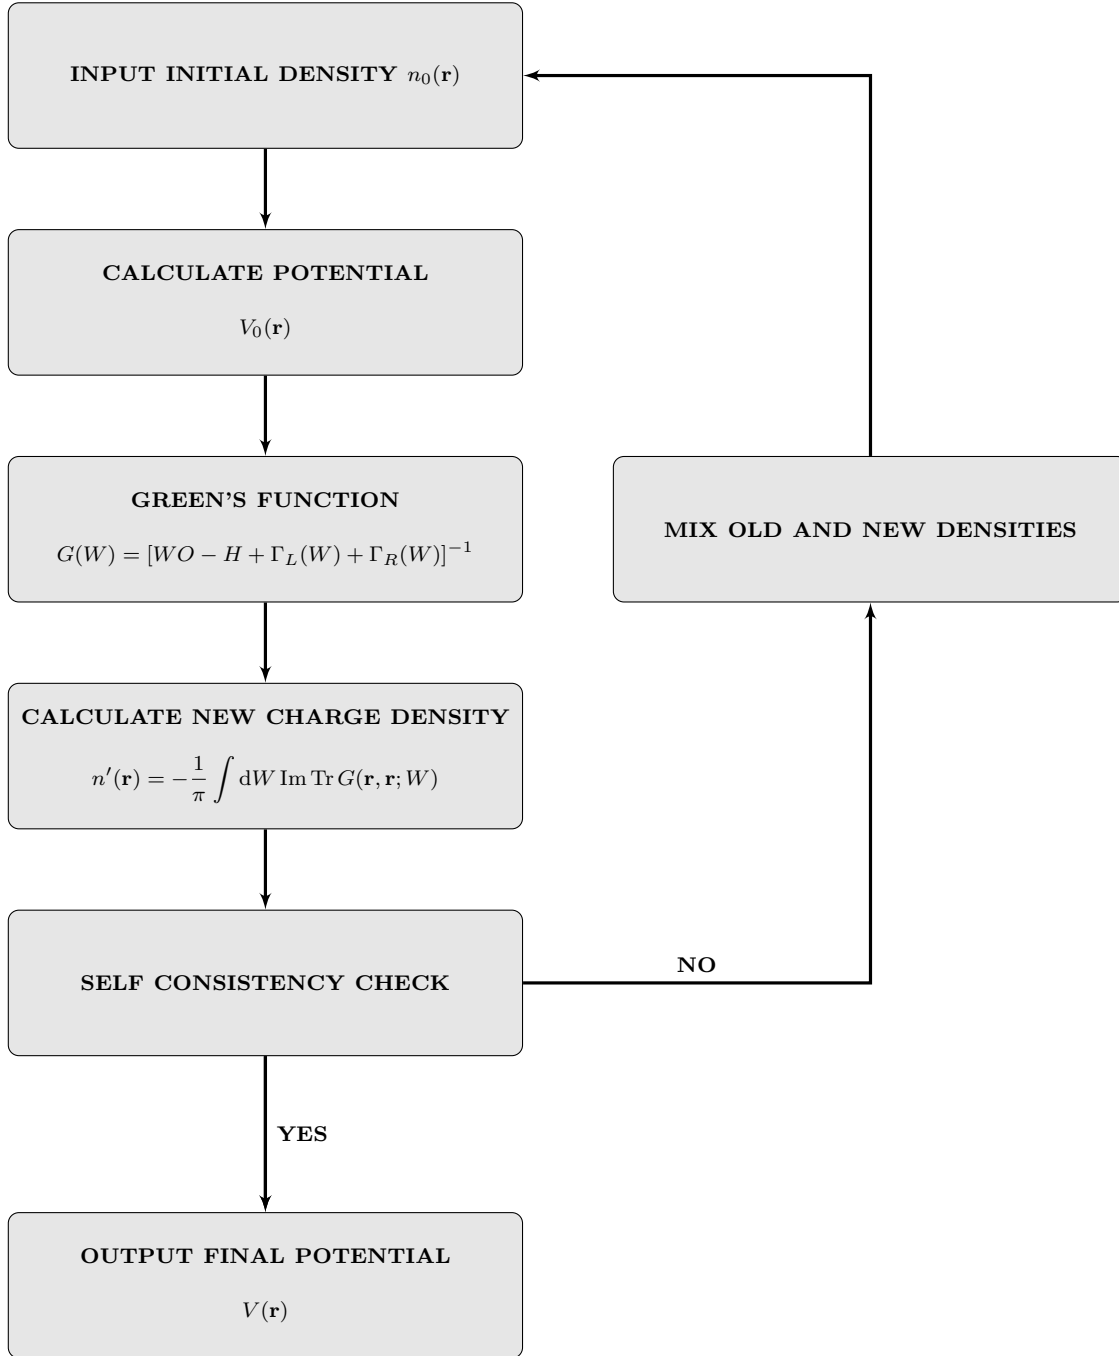 INPUT INITIAL DENSITY n₀(r)
CALCULATE POTENTIAL
V₀(r)
GREEN'S FUNCTION
G(W) = [WO − H + Γ_L(W) + Γ_R(W)]⁻¹
MIX OLD AND NEW DENSITIES
CALCULATE NEW CHARGE DENSITY
n′(r) = −1/π ∫ dW Im Tr G(r, r; W)
NO
SELF CONSISTENCY CHECK
YES
OUTPUT FINAL POTENTIAL
V(r)